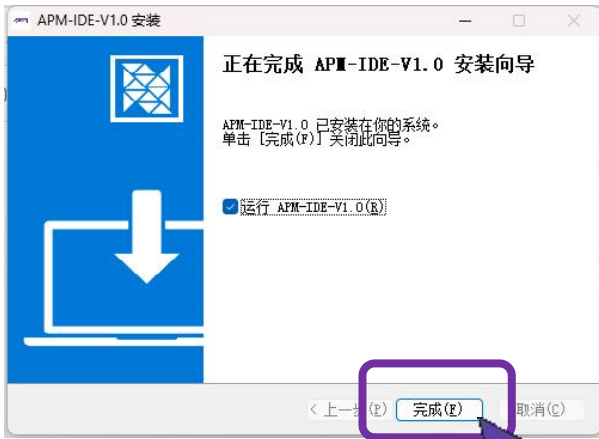 APM-IDE-V1.0 安装
正在完成 APM-IDE-V1.0 安装向导
APM-IDE-V1.0 已安装在你的系统。
单击 [完成(F)] 关闭此向导。
运行 APM-IDE-V1.0(R)
< 上一步(P) 完成(F) 取消(C)